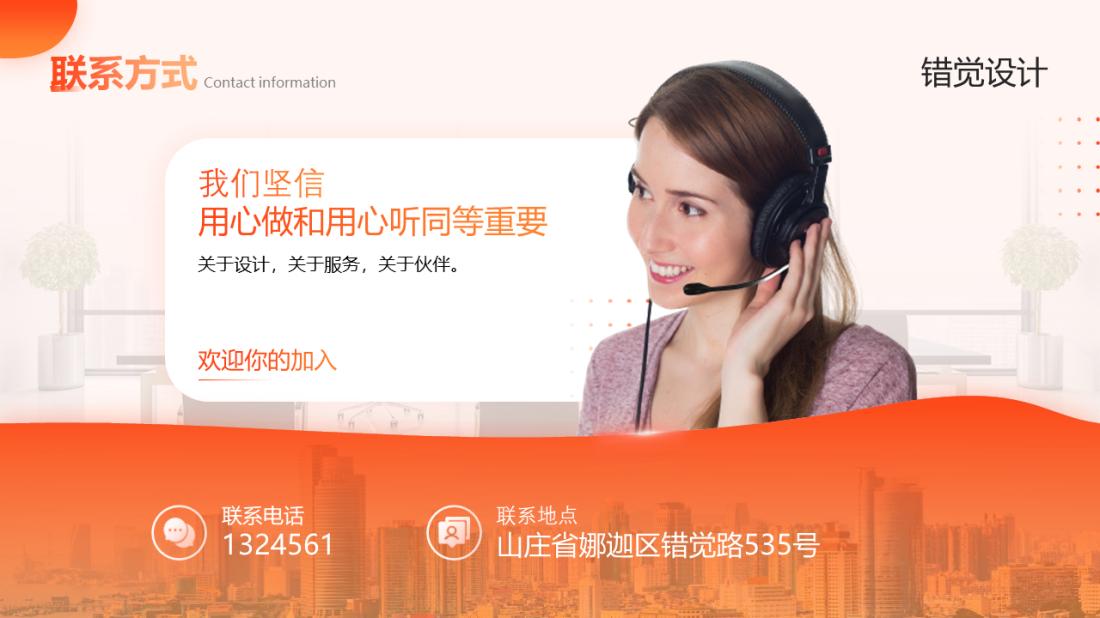 联系方式 Contact information
错觉设计
我们坚信
用心做和用心听同等重要
关于设计，关于服务，关于伙伴。
欢迎你的加入
联系电话
1324561
联系地点
山庄省娜迦区错觉路535号